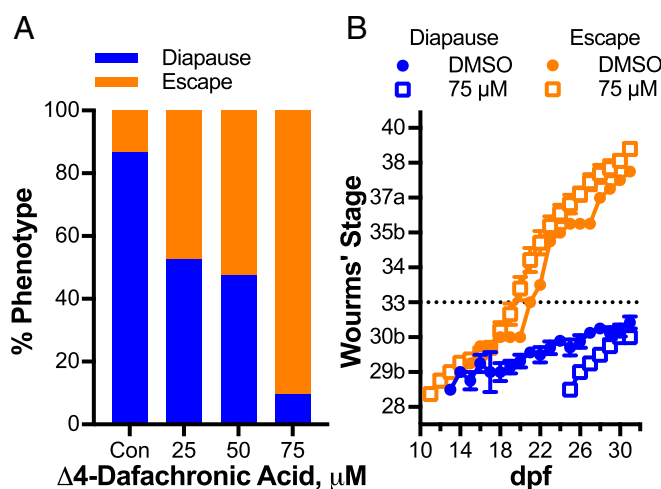 A
Diapause
Escape
% Phenotype
100
80
60
40
20
0
Con 25 50 75
Δ4-Dafachronic Acid, μM
B
Diapause Escape
DMSO DMSO
75 μM 75 μM
Wourms' Stage
40
38
37a
35b
34
33
30b
29b
28
10 14 18 22 26 30
dpf